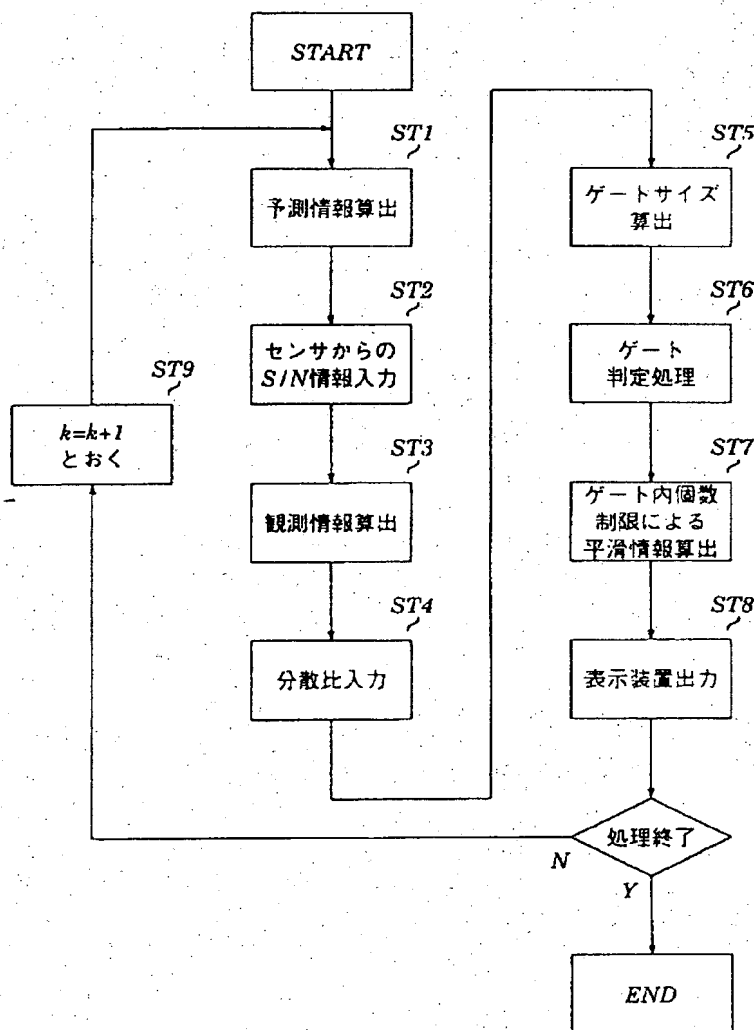 START
ST1
予測情報算出
ST2
センサからの
S/N情報入力
ST3
観測情報算出
ST4
分散比入力
ST5
ゲートサイズ
算出
ST6
ゲート
判定処理
ST7
ゲート内個数
制限による
平滑情報算出
ST8
表示装置出力
処理終了
N
Y
ST9
k=k+1
とおく
END